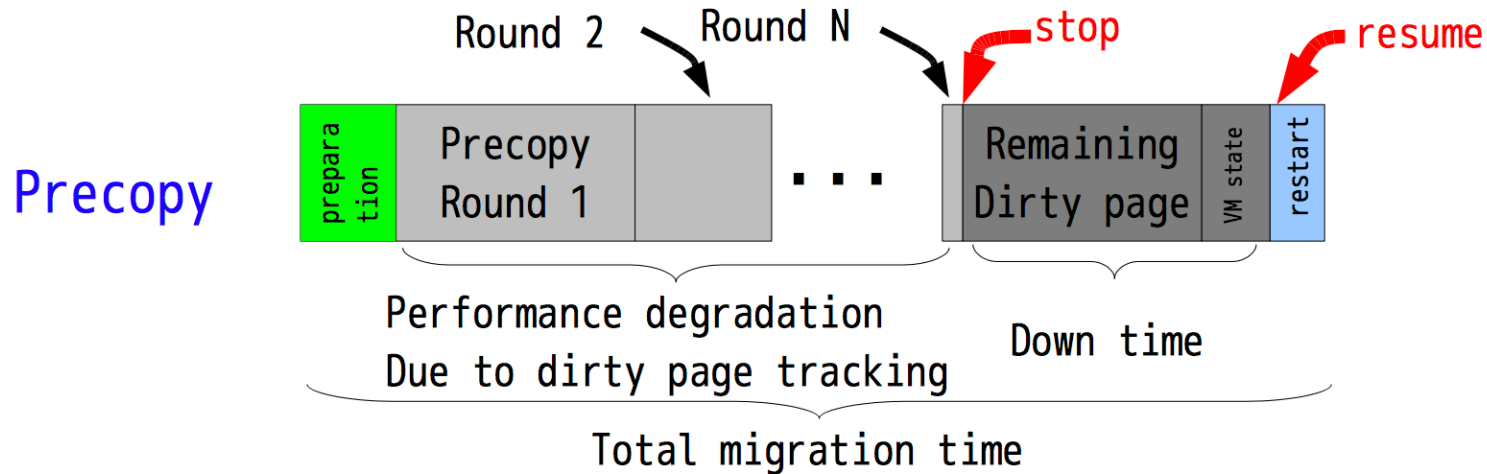 Round 2
Round N
stop
resume
Precopy
prepara
tion
Precopy
Round 1
...
Remaining
Dirty page
VM state
restart
Performance degradation
Due to dirty page tracking
Down time
Total migration time